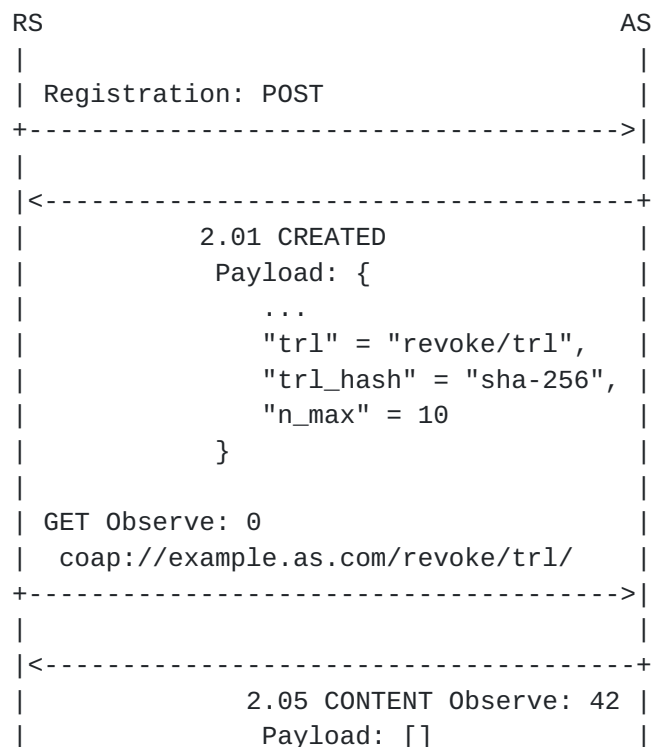 RS                                     AS
|                                       |
| Registration: POST                    |
+-------------------------------------->|
|                                       |
|<--------------------------------------+
|           2.01 CREATED                |
|            Payload: {                 |
|               ...                     |
|               "trl" = "revoke/trl",   |
|               "trl_hash" = "sha-256", |
|               "n_max" = 10            |
|            }                          |
|                                       |
| GET Observe: 0                        |
|  coap://example.as.com/revoke/trl/    |
+-------------------------------------->|
|                                       |
|<--------------------------------------+
|              2.05 CONTENT Observe: 42 |
|               Payload: []             |